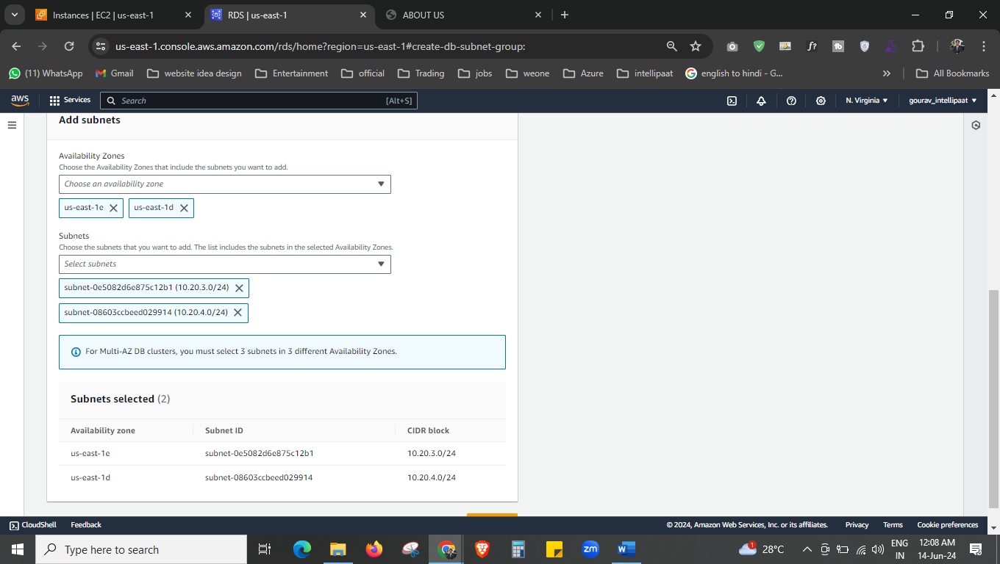 Instances | EC2 | us-east-1
RDS | us-east-1
ABOUT US
us-east-1.console.aws.amazon.com/rds/home?region=us-east-1#create-db-subnet-group:
f?
tb
(11) WhatsApp
Gmail
website idea design
Entertainment
official
Trading
jobs
weone
Azure
intellipaat
english to hindi - G...
All Bookmarks
aws
Services
Search
[Alt+S]
N. Virginia
gourav_intellipaat
Add subnets
Availability Zones
Choose the Availability Zones that include the subnets you want to add.
Choose an availability zone
us-east-1e
us-east-1d
Subnets
Choose the subnets that you want to add. The list includes the subnets in the selected Availability Zones.
Select subnets
subnet-0e5082d6e875c12b1 (10.20.3.0/24)
subnet-08603ccbeed029914 (10.20.4.0/24)
For Multi-AZ DB clusters, you must select 3 subnets in 3 different Availability Zones.
Subnets selected (2)
Availability zone Subnet ID CIDR block
us-east-1e subnet-0e5082d6e875c12b1 10.20.3.0/24
us-east-1d subnet-08603ccbeed029914 10.20.4.0/24
CloudShell
Feedback
© 2024, Amazon Web Services, Inc. or its affiliates.
Privacy
Terms
Cookie preferences
Type here to search
zm
W
1
28°C
ENG
IN
12:08 AM
14-Jun-24